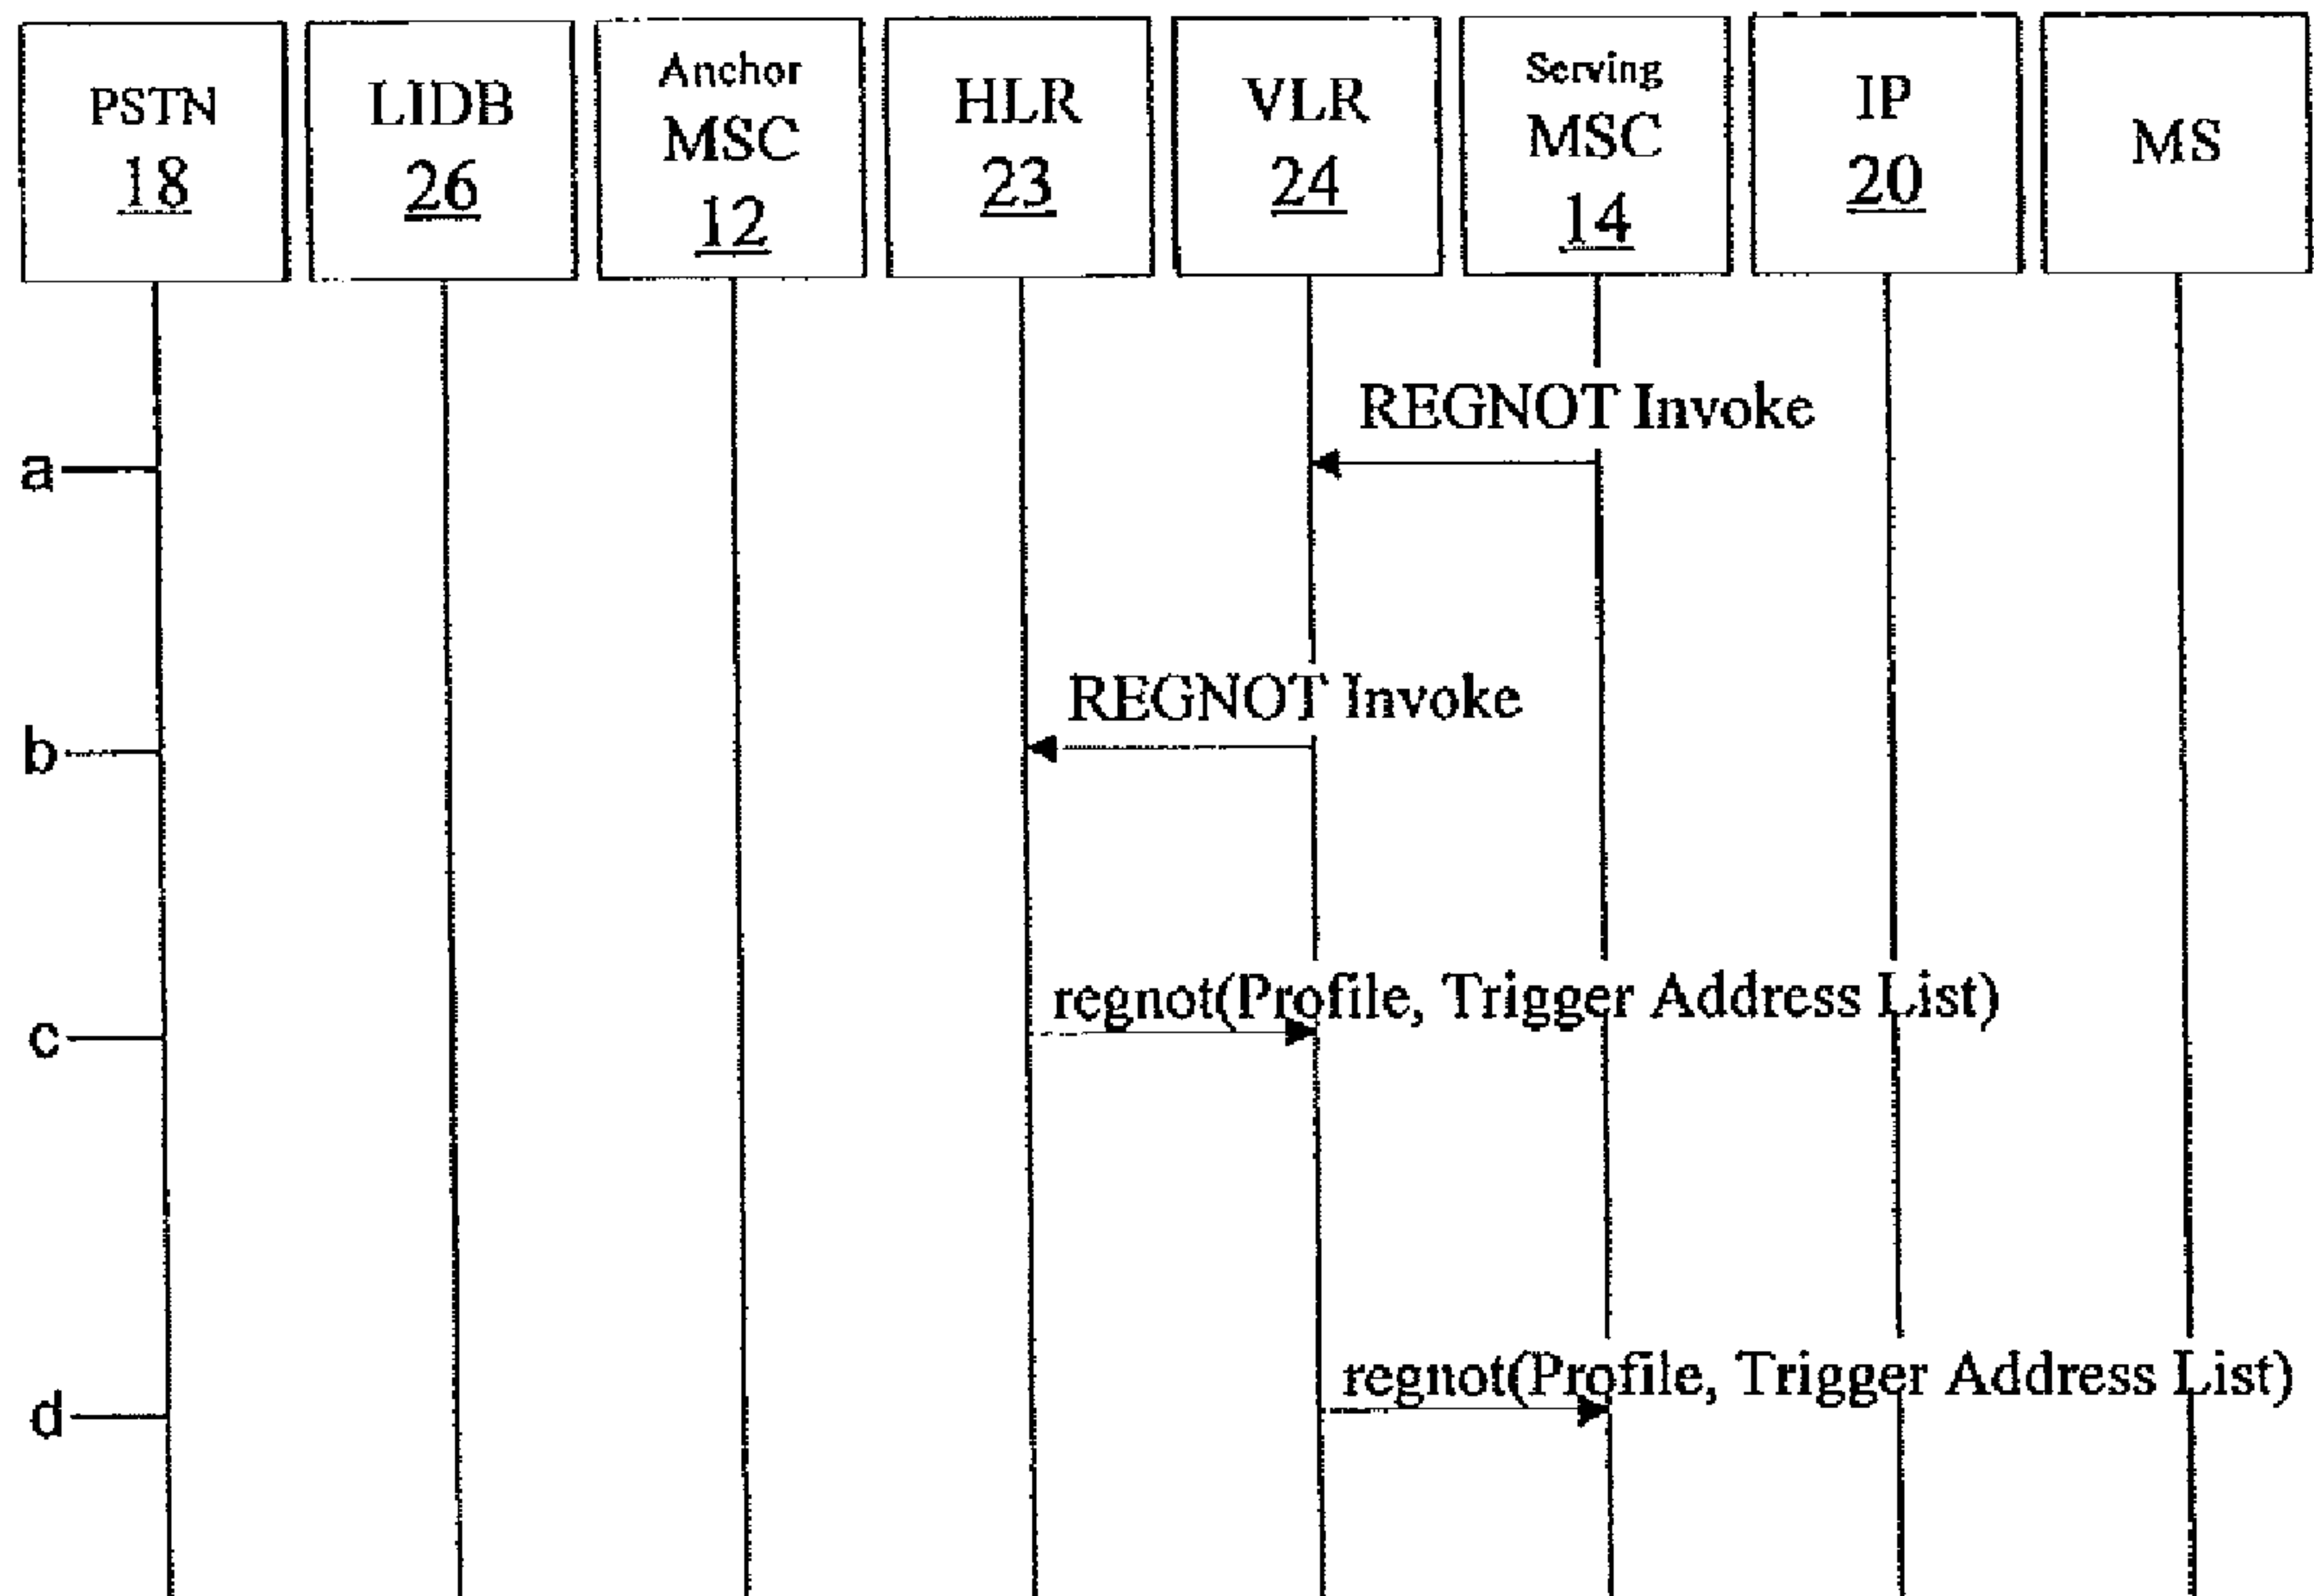 PSTN
18
LIDB
26
Anchor
MSC
12
HLR
23
VLR
24
Serving
MSC
14
IP
20
MS
REGNOT Invoke
a
REGNOT Invoke
b
regnot(Profile, Trigger Address List)
c
regnot(Profile, Trigger Address List)
d